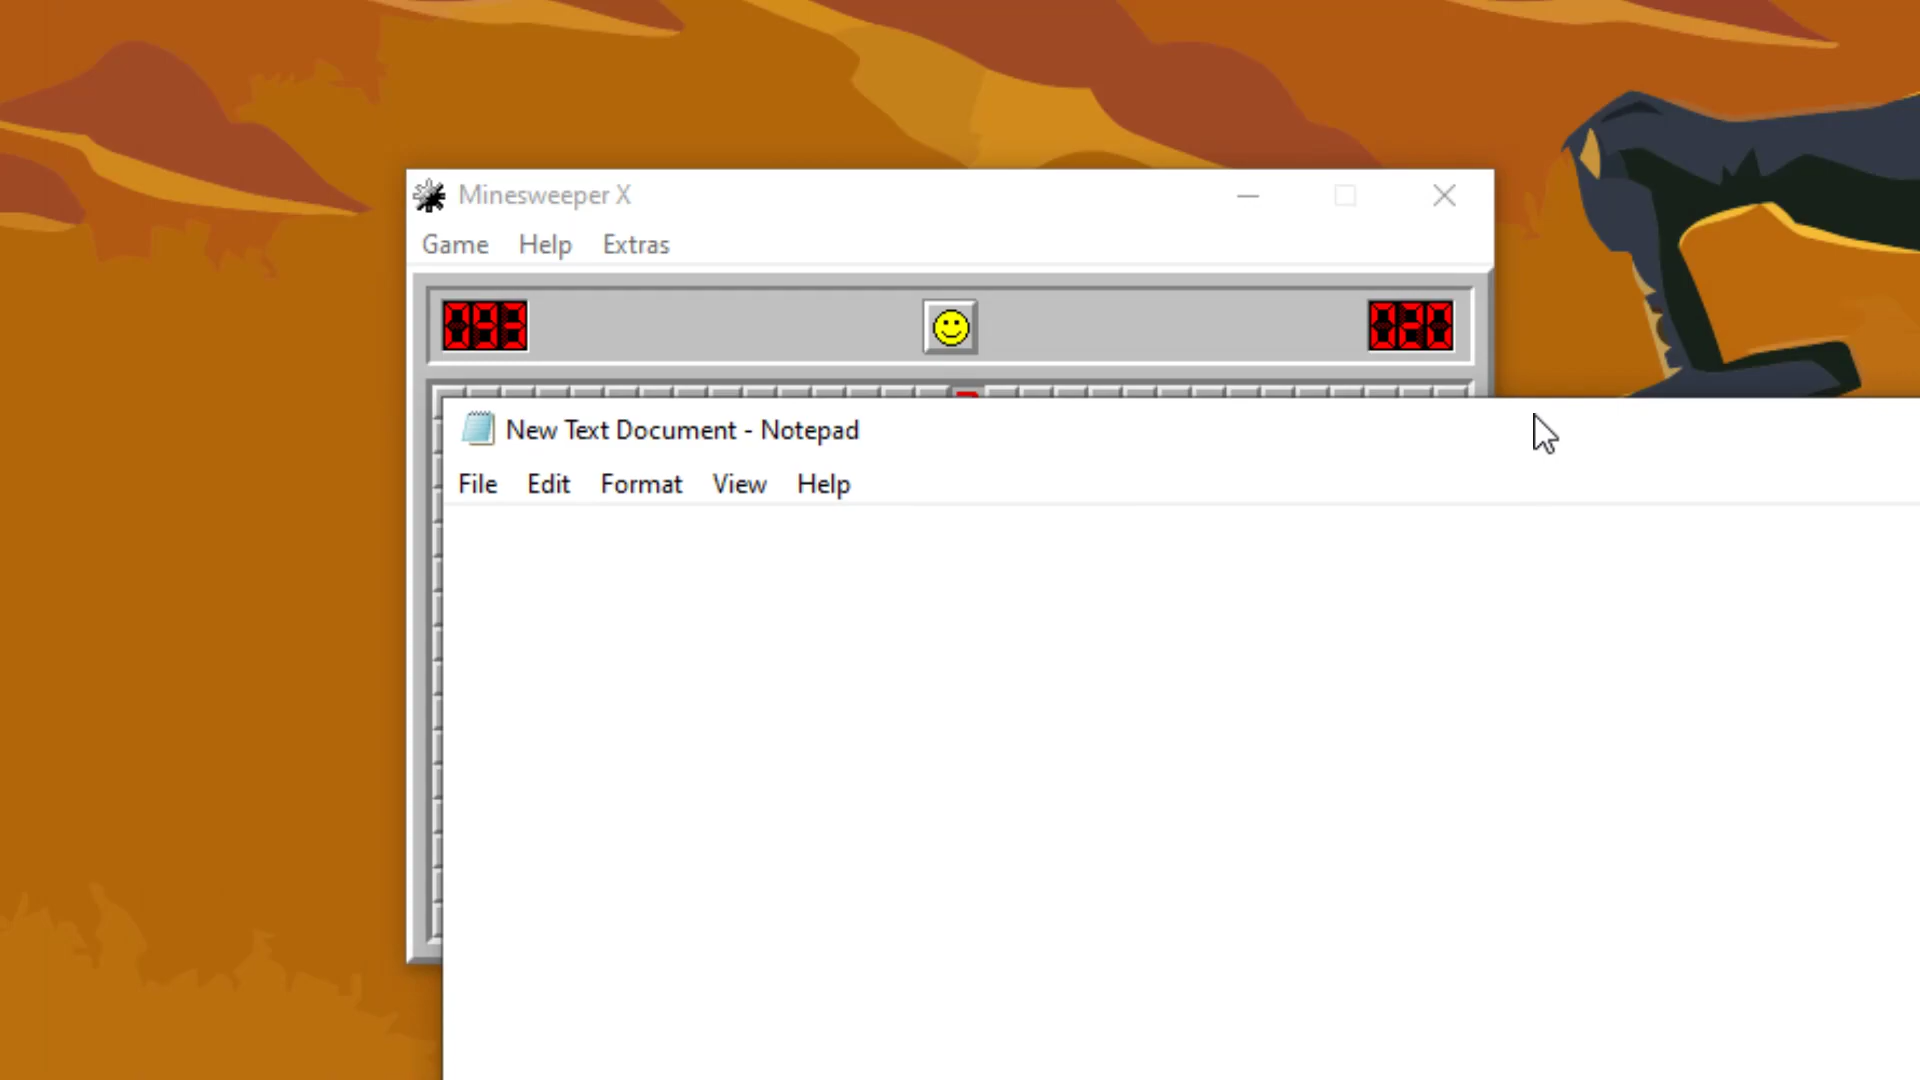 Minesweeper X
Game Help Extras
New Text Document - Notepad
File Edit Format View Help